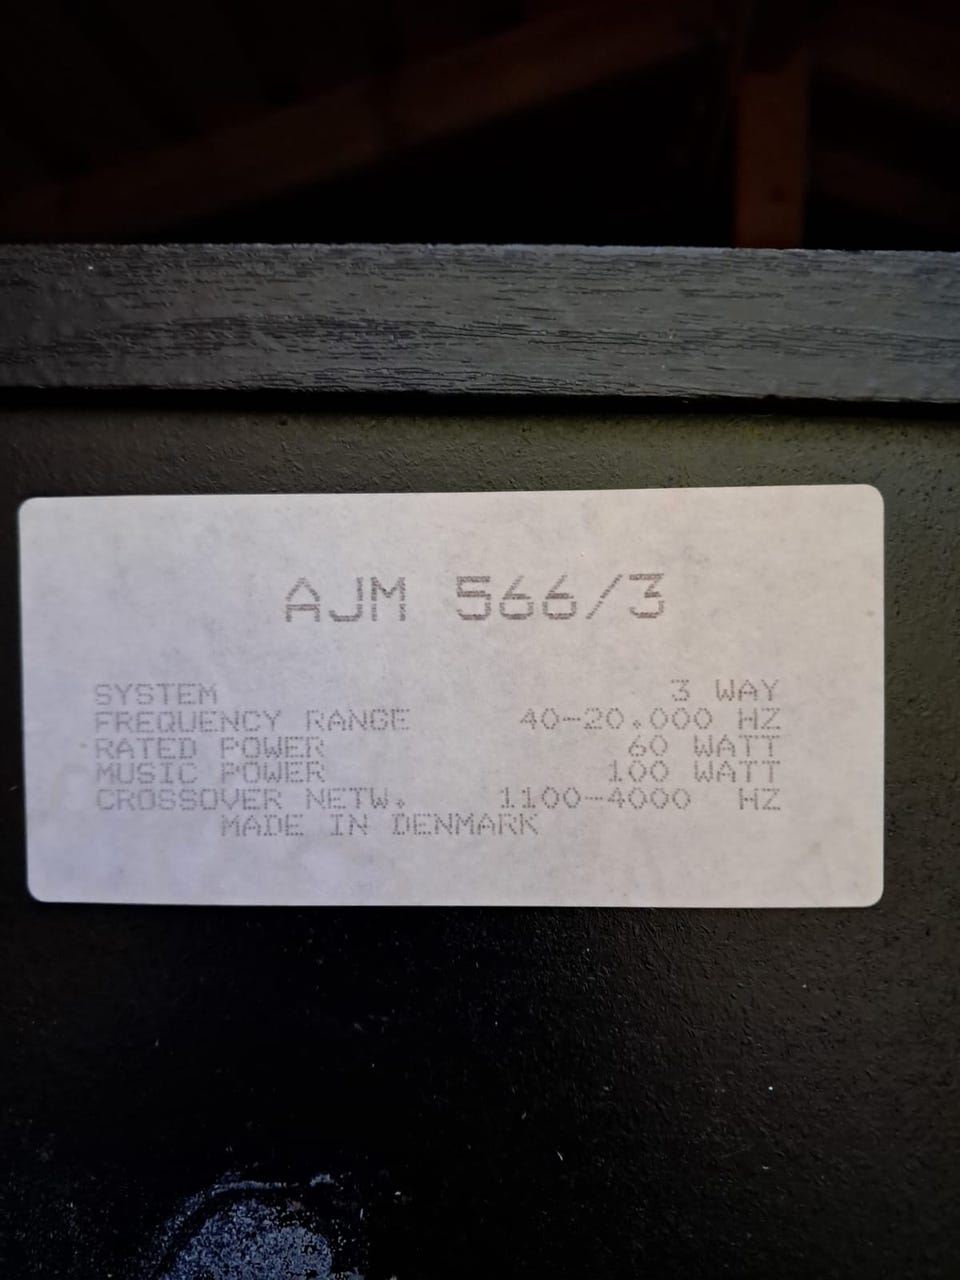 AJM 566/3
SYSTEM 3 WAY
FREQUENCY RANGE 40-20.000 HZ
RATED POWER 60 WATT
MUSIC POWER 100 WATT
CROSSOVER NETW. 1100-4000 HZ
MADE IN DENMARK